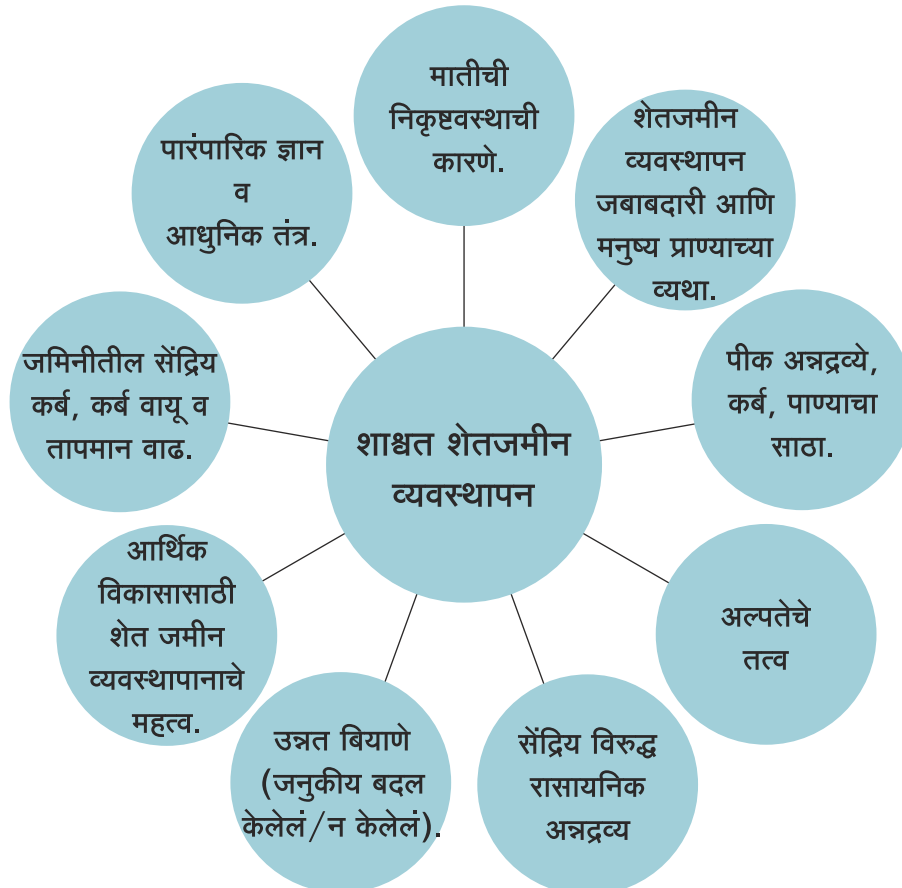 मातीची
निकृष्टवस्थाची
कारणे.
शेतजमीन
व्यवस्थापन
जबाबदारी आणि
मनुष्य प्राण्याच्या
व्यथा.
पीक अन्नद्रव्ये,
कर्ब, पाण्याचा
साठा.
अल्पतेचे
तत्व
सेंद्रिय विरुद्ध
रासायनिक
अन्नद्रव्य
उन्नत बियाणे
(जनुकीय बदल
केलेलं/न केलेलं).
आर्थिक
विकासासाठी
शेत जमीन
व्यवस्थापानाचे
महत्व.
जमिनीतील सेंद्रिय
कर्ब, कर्ब वायू व
तापमान वाढ.
पारंपारिक ज्ञान
व
आधुनिक तंत्र.
शाश्वत शेतजमीन
व्यवस्थापन